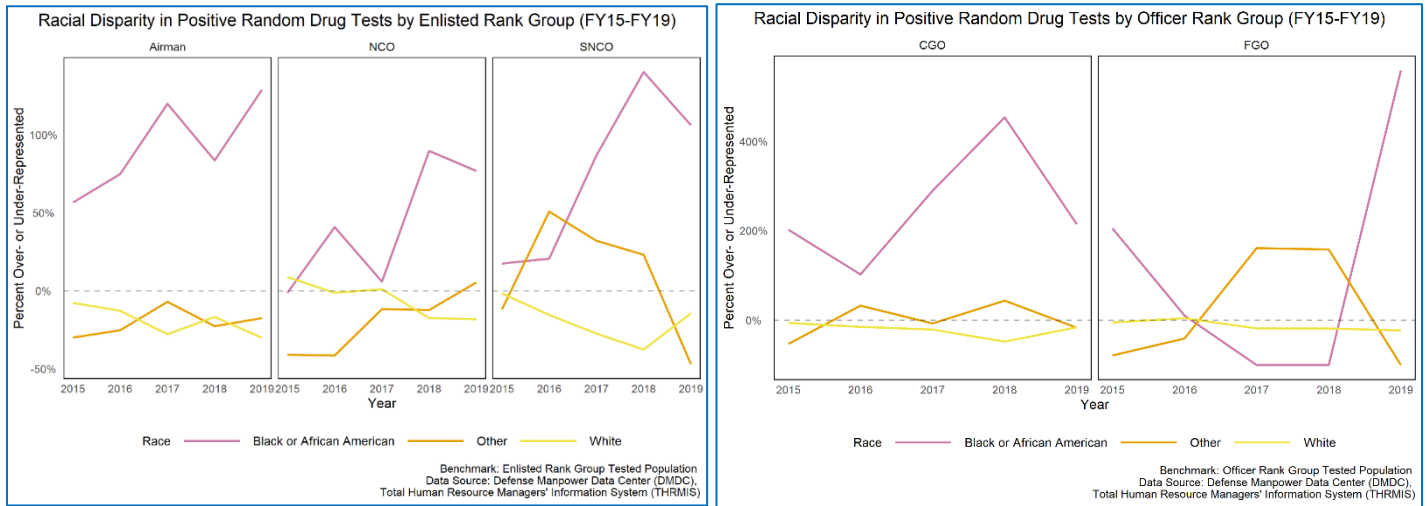 Racial Disparity in Positive Random Drug Tests by Enlisted Rank Group (FY15-FY19)
Airman NCO SNCO
Percent Over- or Under-Represented
100%
50%
0%
-50%
2015 2016 2017 2018 2019 2015 2016 2017 2018 2019 2015 2016 2017 2018 2019
Year
Race Black or African American Other White
Benchmark: Enlisted Rank Group Tested Population
Data Source: Defense Manpower Data Center (DMDC),
Total Human Resource Managers' Information System (THRMIS)
Racial Disparity in Positive Random Drug Tests by Officer Rank Group (FY15-FY19)
CGO FGO
Percent Over- or Under-Represented
400%
200%
0%
2015 2016 2017 2018 2019 2015 2016 2017 2018 2019
Year
Race Black or African American Other White
Benchmark: Officer Rank Group Tested Population
Data Source: Defense Manpower Data Center (DMDC),
Total Human Resource Managers' Information System (THRMIS)